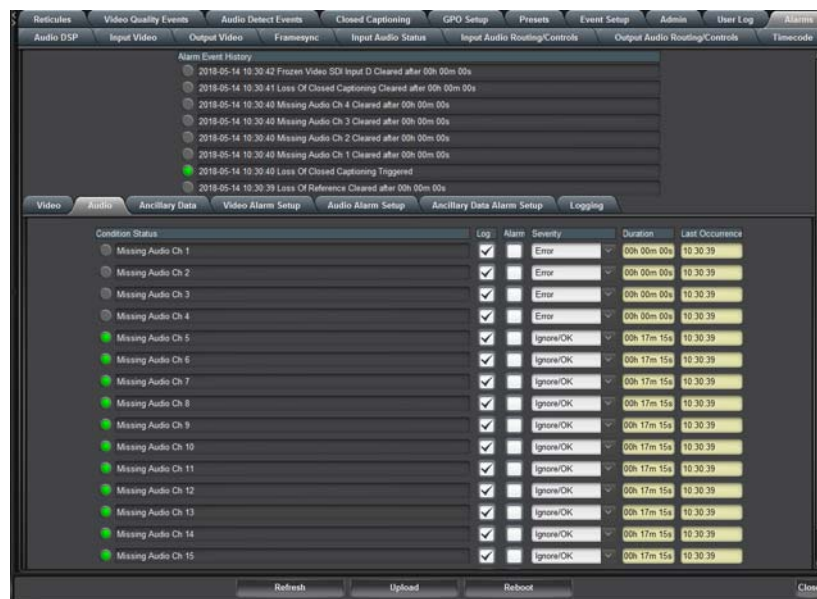 Reticules Video Quality Events Audio Detect Events Closed Captioning GPO Setup Presets Event Setup Admin User Log Alarms
Audio DSP Input Video Output Video Framesync Input Audio Status Input Audio Routing/Controls Output Audio Routing/Controls Timecode
Alarm Event History
2018-05-14 10:30:42 Frozen Video SDI Input D Cleared after 00h 00m 00s
2018-05-14 10:30:41 Loss Of Closed Captioning Cleared after 00h 00m 00s
2018-05-14 10:30:40 Missing Audio Ch 4 Cleared after 00h 00m 00s
2018-05-14 10:30:40 Missing Audio Ch 3 Cleared after 00h 00m 00s
2018-05-14 10:30:40 Missing Audio Ch 2 Cleared after 00h 00m 00s
2018-05-14 10:30:40 Missing Audio Ch 1 Cleared after 00h 00m 00s
2018-05-14 10:30:40 Loss Of Closed Captioning Triggered
2018-05-14 10:30:39 Loss Of Reference Cleared after 00h 00m 00s
Video Audio Ancillary Data Video Alarm Setup Audio Alarm Setup Ancillary Data Alarm Setup Logging
Condition Status Log Alarm Severity Duration Last Occurrence
Missing Audio Ch 1 Error 00h 00m 00s 10:30:39
Missing Audio Ch 2 Error 00h 00m 00s 10:30:39
Missing Audio Ch 3 Error 00h 00m 00s 10:30:39
Missing Audio Ch 4 Error 00h 00m 00s 10:30:39
Missing Audio Ch 5 Ignore/OK 00h 17m 15s 10:30:39
Missing Audio Ch 6 Ignore/OK 00h 17m 15s 10:30:39
Missing Audio Ch 7 Ignore/OK 00h 17m 15s 10:30:39
Missing Audio Ch 8 Ignore/OK 00h 17m 15s 10:30:39
Missing Audio Ch 9 Ignore/OK 00h 17m 15s 10:30:39
Missing Audio Ch 10 Ignore/OK 00h 17m 15s 10:30:39
Missing Audio Ch 11 Ignore/OK 00h 17m 15s 10:30:39
Missing Audio Ch 12 Ignore/OK 00h 17m 15s 10:30:39
Missing Audio Ch 13 Ignore/OK 00h 17m 15s 10:30:39
Missing Audio Ch 14 Ignore/OK 00h 17m 15s 10:30:39
Missing Audio Ch 15 Ignore/OK 00h 17m 15s 10:30:39
Refresh Upload Reboot Clos